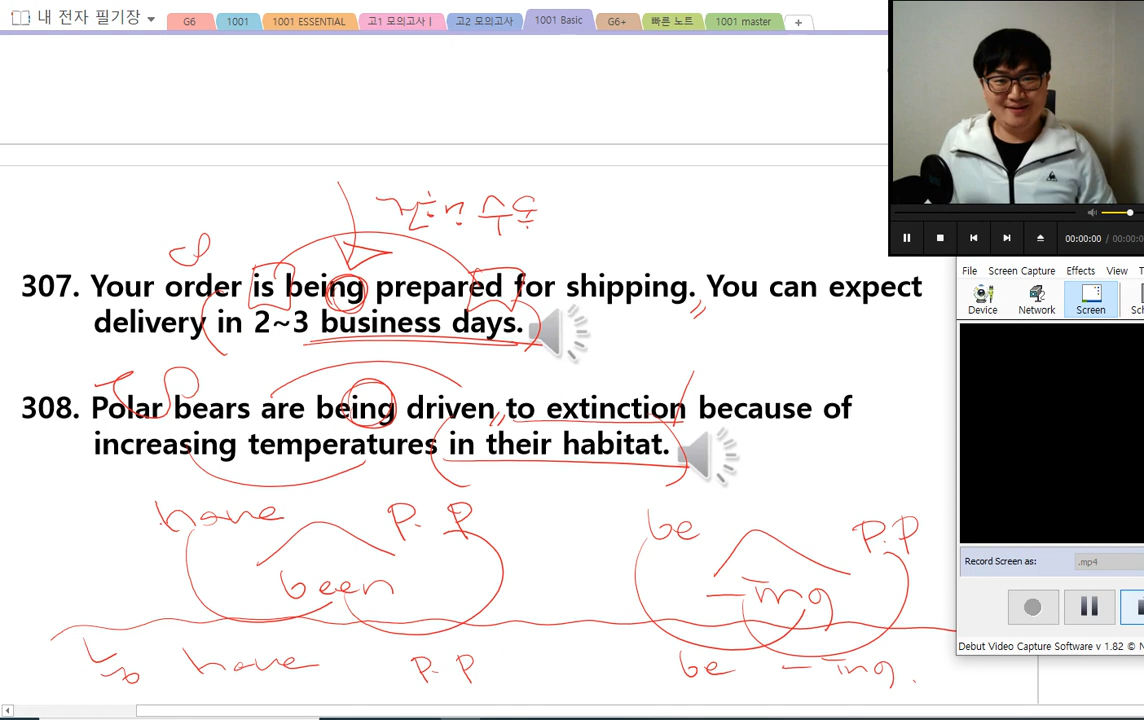 내 전자 필기장
G6 1001 1001 ESSENTIAL 고1 모의고사 I 고2 모의고사 1001 Basic G6+ 빠른 노트 1001 master +
00:00:00 / 00:00:0
File Screen Capture Effects View T
Device Network Screen Sch
진행 수동
307. Your order is being prepared for shipping. You can expect
delivery in 2~3 business days.
308. Polar bears are being driven to extinction because of
increasing temperatures in their habitat.
have P.P be P.P
been -ing
have P.P be -ing.
Record Screen as: .mp4
Debut Video Capture Software v 1.82 © N